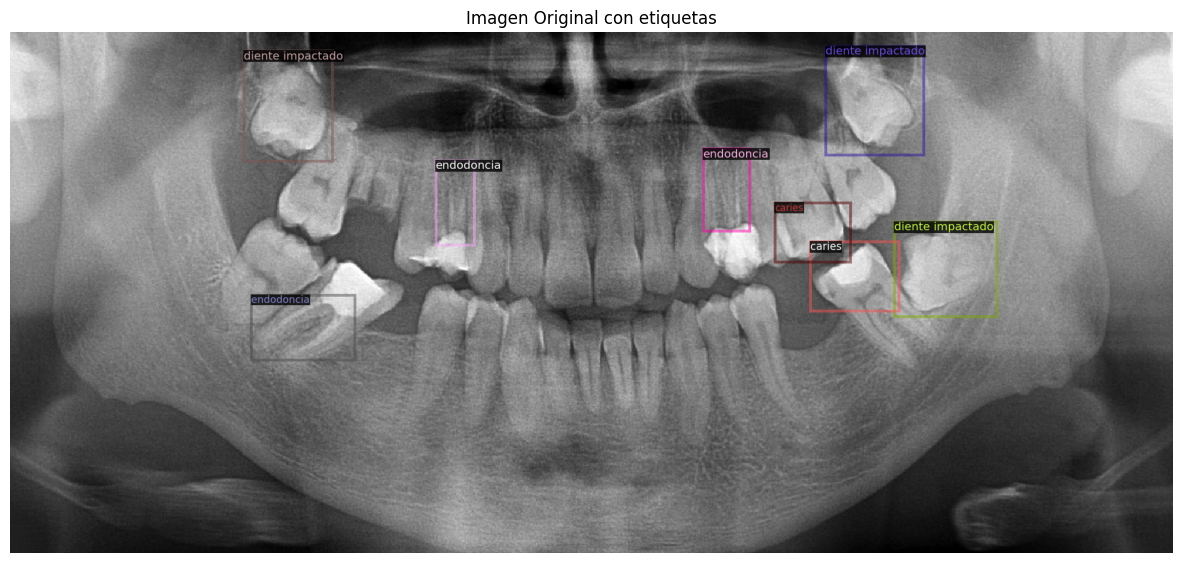 Imagen Original con etiquetas
diente impactado
diente impactado
endodoncia
endodoncia
caries
diente impactado
caries
endodoncia